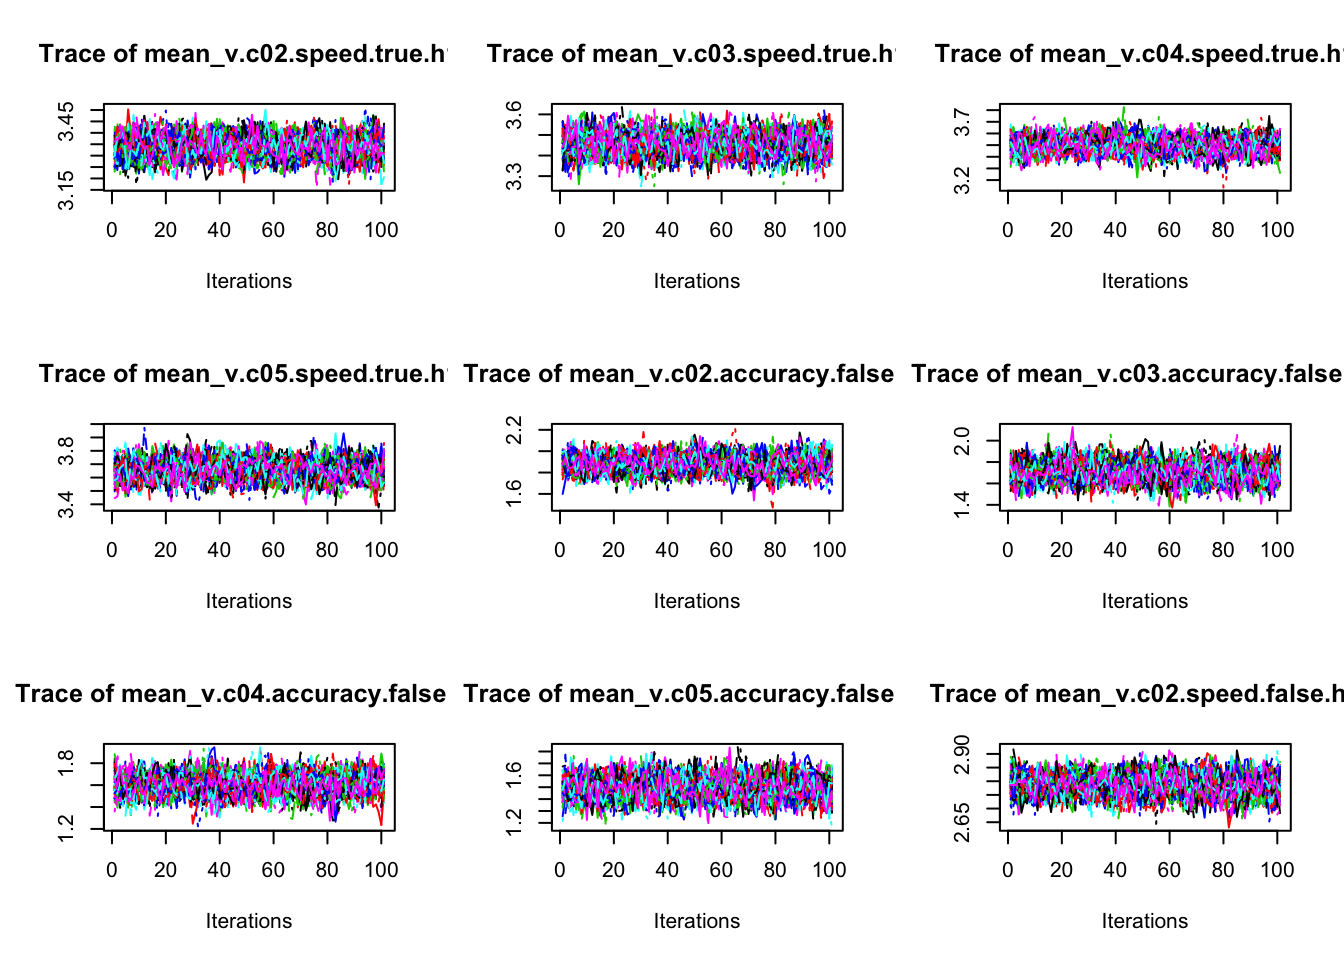 Trace of mean_v.c02.speed.true.h
Trace of mean_v.c03.speed.true.h
Trace of mean_v.c04.speed.true.h
3.45
3.15
0 20 40 60 80 100
Iterations
3.6
3.3
0 20 40 60 80 100
Iterations
3.7
3.2
0 20 40 60 80 100
Iterations
Trace of mean_v.c05.speed.true.h
Trace of mean_v.c02.accuracy.false
Trace of mean_v.c03.accuracy.false
3.8
3.4
0 20 40 60 80 100
Iterations
2.2
1.6
0 20 40 60 80 100
Iterations
2.0
1.4
0 20 40 60 80 100
Iterations
Trace of mean_v.c04.accuracy.false
Trace of mean_v.c05.accuracy.false
Trace of mean_v.c02.speed.false.h
1.8
1.2
0 20 40 60 80 100
Iterations
1.6
1.2
0 20 40 60 80 100
Iterations
2.90
2.65
0 20 40 60 80 100
Iterations